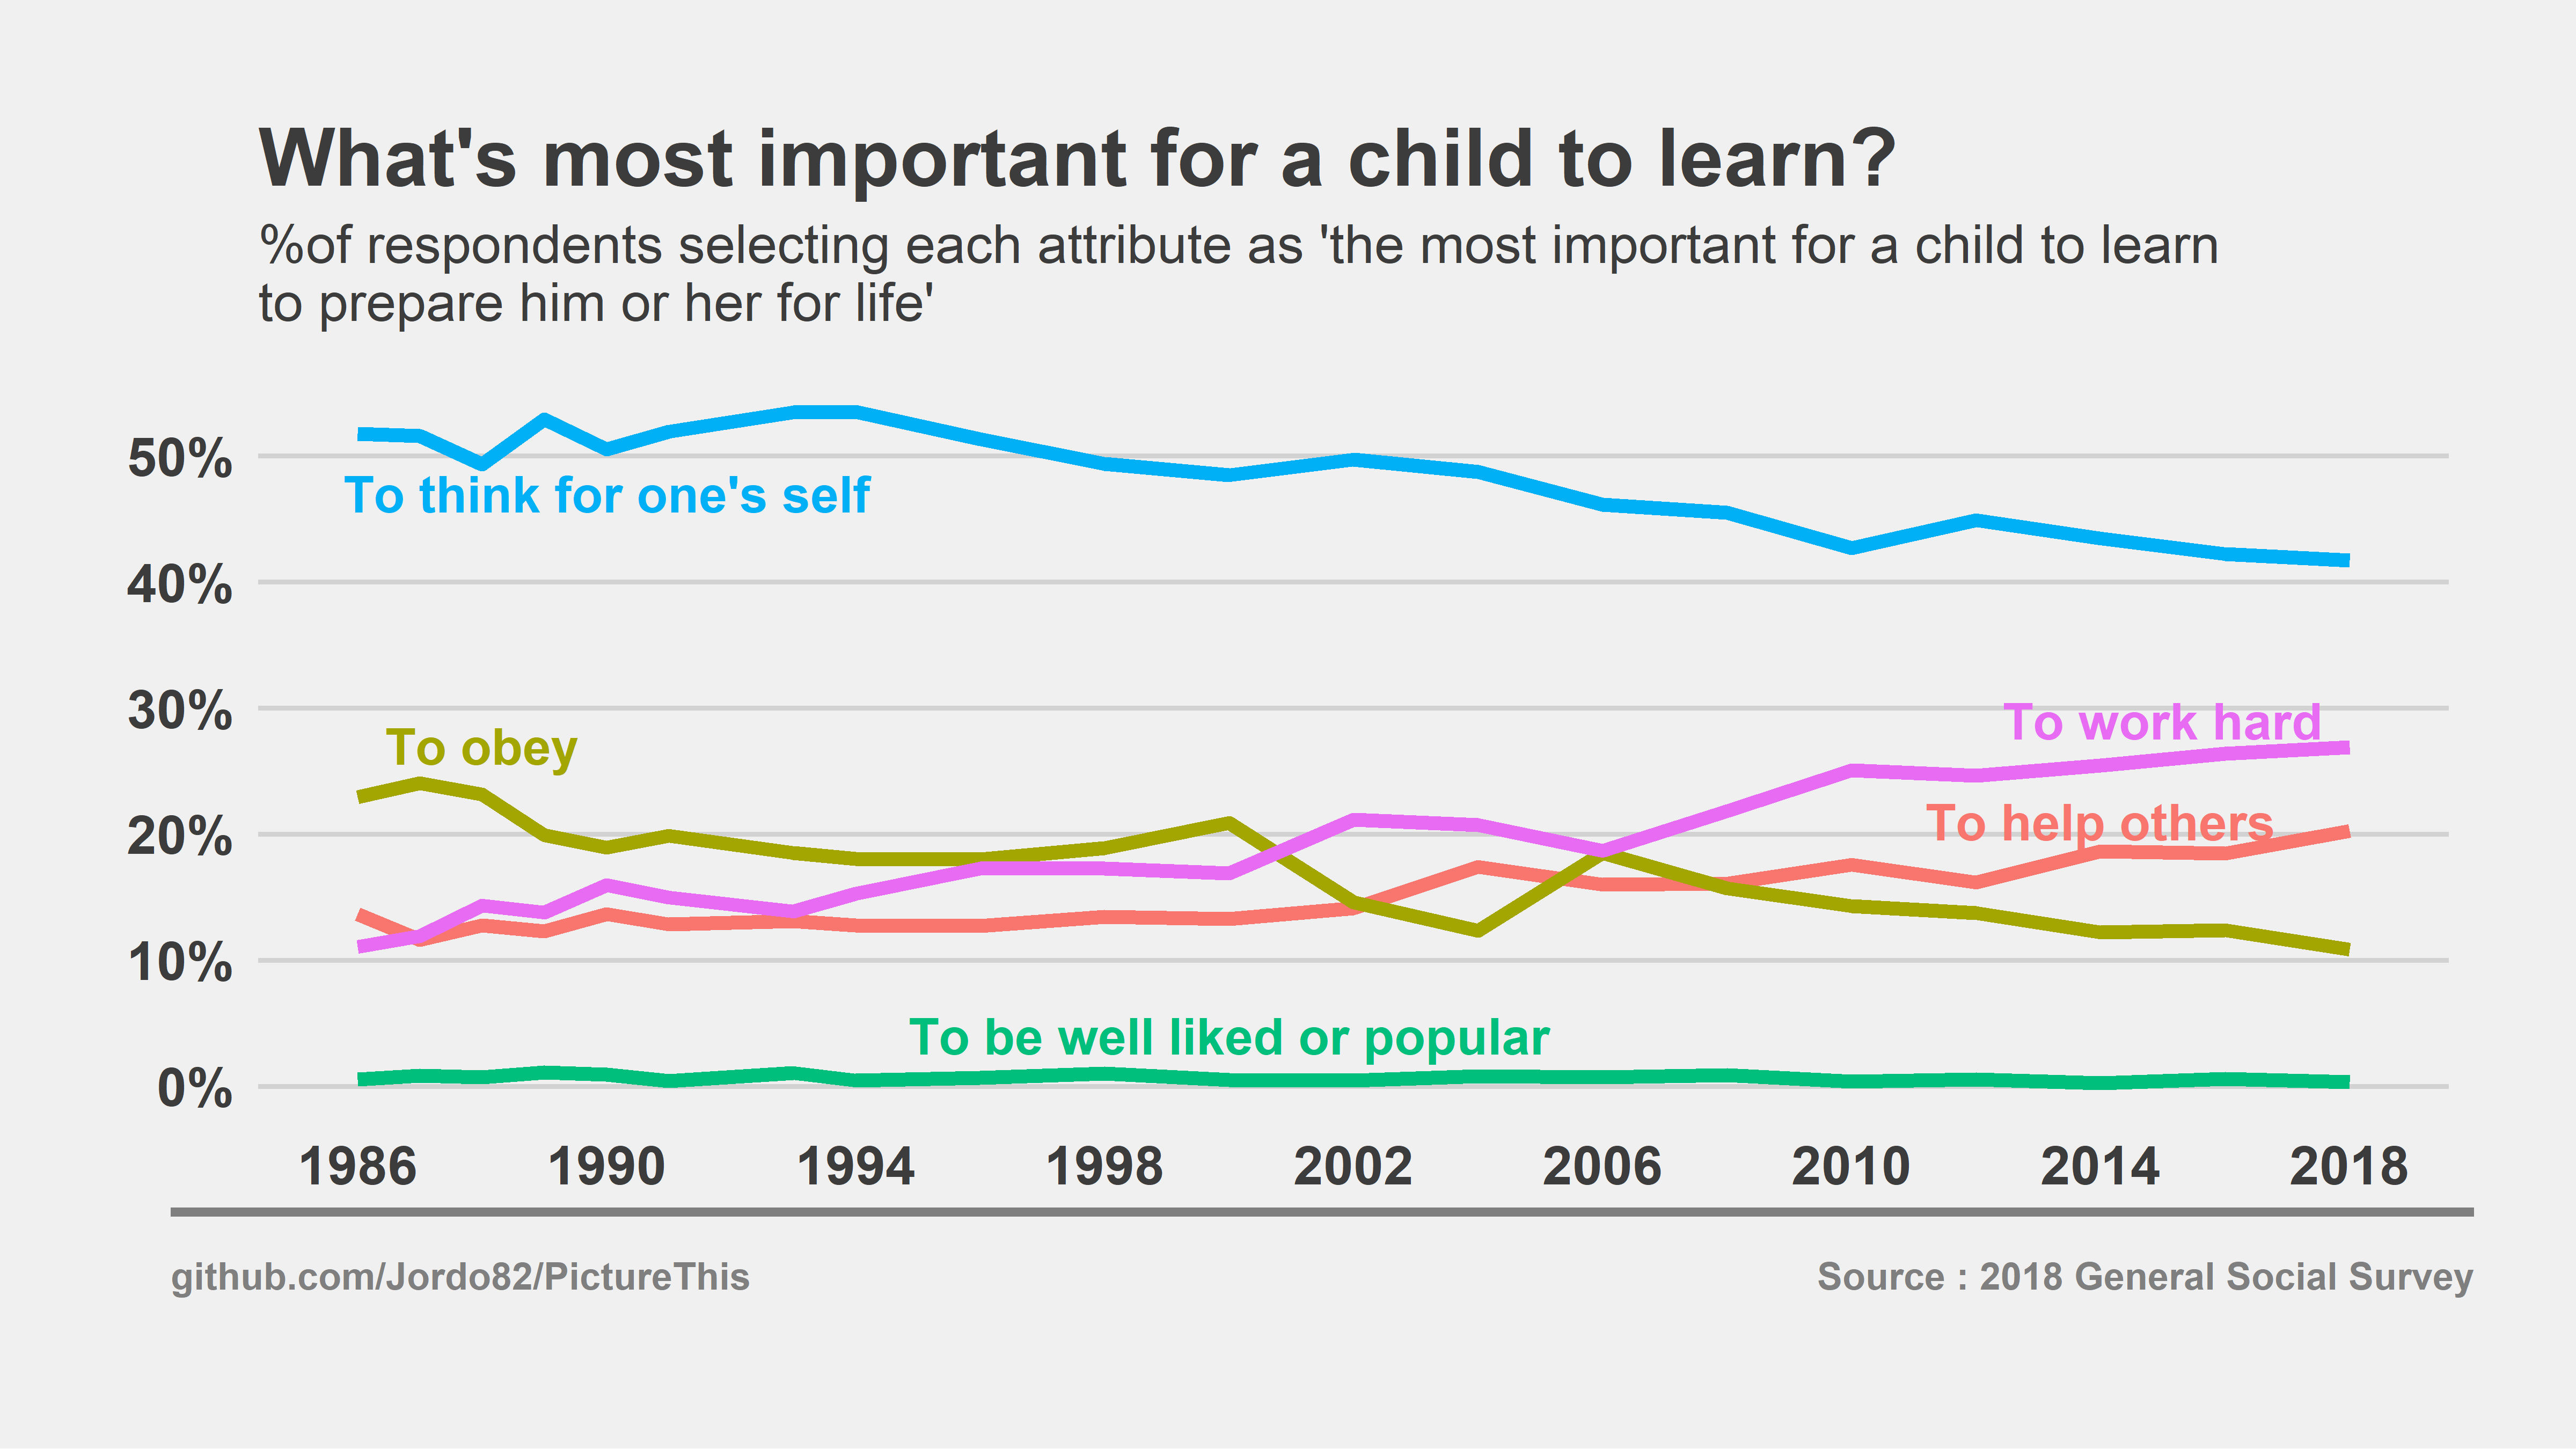 What's most important for a child to learn?
%of respondents selecting each attribute as 'the most important for a child to learn
to prepare him or her for life'
50%
To think for one's self
40%
30%
To work hard
To obey
To help others
20%
10%
To be well liked or popular
0%
1986 1990 1994 1998 2002 2006 2010 2014 2018
github.com/Jordo82/PictureThis
Source : 2018 General Social Survey